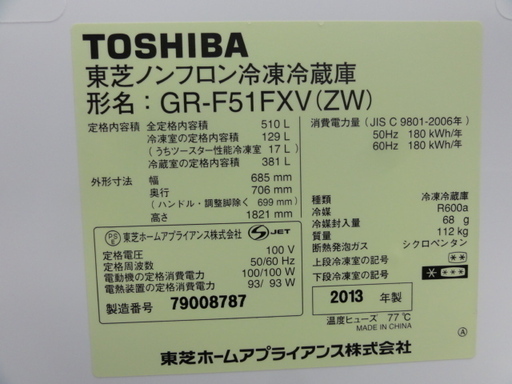 TOSHIBA
東芝ノンフロン冷凍冷蔵庫
形名：GR-F51FXV(ZW)
定格内容積 全定格内容積 510 L
冷凍室の定格内容積 129 L
(うちツースター性能冷凍室 17 L)
冷蔵室の定格内容積 381 L
外形寸法 幅 685 mm
奥行 706 mm
(ハンドル・調整脚除く 699 mm)
高さ 1821 mm
PS E 東芝ホームアプライアンス株式会社 S JET
定格電圧 100 V
定格周波数 50/60 Hz
電動機の定格消費電力 100/100 W
電熱装置の定格消費電力 93/ 93 W
製造番号 79008787
消費電力量 (JIS C 9801-2006年)
50Hz 180 kWh/年
60Hz 180 kWh/年
種類 冷凍冷蔵庫
冷媒 R600a
冷媒封入量 68 g
質量 112 kg
断熱発泡ガス シクロペンタン
上段冷凍室の記号 **
下段冷凍室の記号 * ***
2013 年製
温度ヒューズ 77℃
MADE IN CHINA
Ⓐ
東芝ホームアプライアンス株式会社